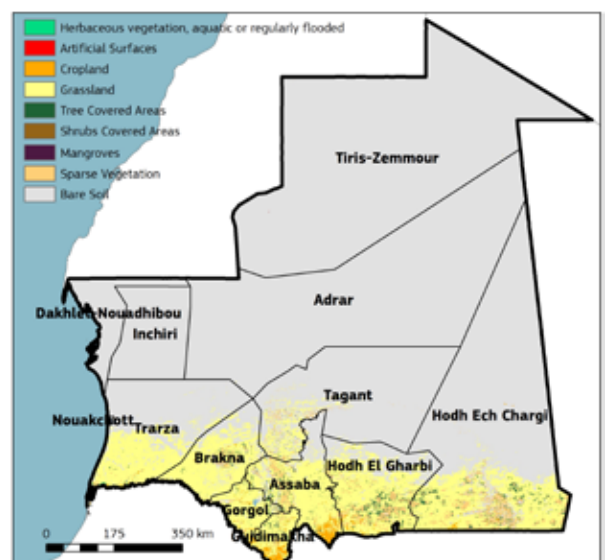 Herbaceous vegetation, aquatic or regularly flooded
Artificial Surfaces
Cropland
Grassland
Tree Covered Areas
Shrubs Covered Areas
Mangroves
Sparse Vegetation
Bare Soil
Tiris-Zemmour
Adrar
Dakhlet-Nouadhibou
Inchiri
Tagant
Hodh Ech Chargi
Nouakchott
Trarza
Brakna
Hodh El Gharbi
Assaba
Gorgol
Guidimakha
0 175 350 km